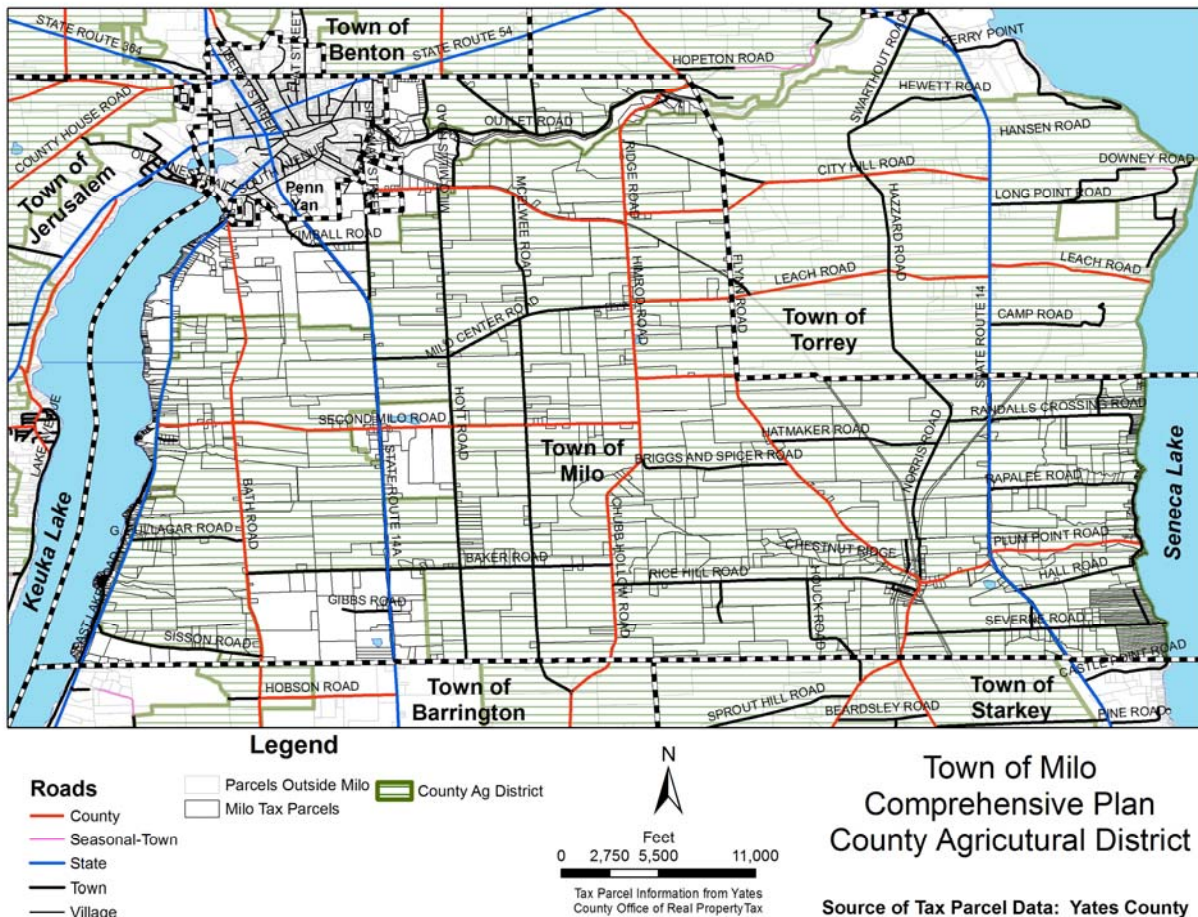 STATE ROUTE 364
Town of
Benton
STATE ROUTE 54
HOPETON ROAD
SWARTHOUT ROAD
PERRY POINT
HEWETT ROAD
COUNTY HOUSE ROAD
OUTLET ROAD
HANSEN ROAD
Town of
Jerusalem
SOUTH AVENUE
Penn
Yan
MILO MILLS ROAD
MCELWEE ROAD
RIDGE ROAD
CITY HILL ROAD
DOWNEY ROAD
LONG POINT ROAD
HAZZARD ROAD
KIMBALL ROAD
HIMROD ROAD
FLYNN ROAD
LEACH ROAD
LEACH ROAD
STATE ROUTE 14
CAMP ROAD
Town of
Torrey
MILO CENTER ROAD
HOYT ROAD
SECOND MILO ROAD
STATE ROUTE 14A
BATH ROAD
Town of
Milo
HATMAKER ROAD
BRIGGS AND SPICER ROAD
NORRIS ROAD
RANDALLS CROSSING ROAD
RAPALEE ROAD
Seneca Lake
Keuka Lake
CHUBB HOLLOW ROAD
CHESTNUT RIDGE
PLUM POINT ROAD
HALL ROAD
BAKER ROAD
RICE HILL ROAD
HOUCK ROAD
GIBBS ROAD
SISSON ROAD
SEVERNE ROAD
CASTLE POINT ROAD
HOBSON ROAD
Town of
Barrington
SPROUT HILL ROAD
BEARDSLEY ROAD
Town of
Starkey
PINE ROAD
Legend
Roads
County
Seasonal-Town
State
Town
Village
Parcels Outside Milo
Milo Tax Parcels
County Ag District
N
Feet
0 2,750 5,500 11,000
Tax Parcel Information from Yates
County Office of Real PropertyTax
Town of Milo
Comprehensive Plan
County Agricutural District
Source of Tax Parcel Data: Yates County